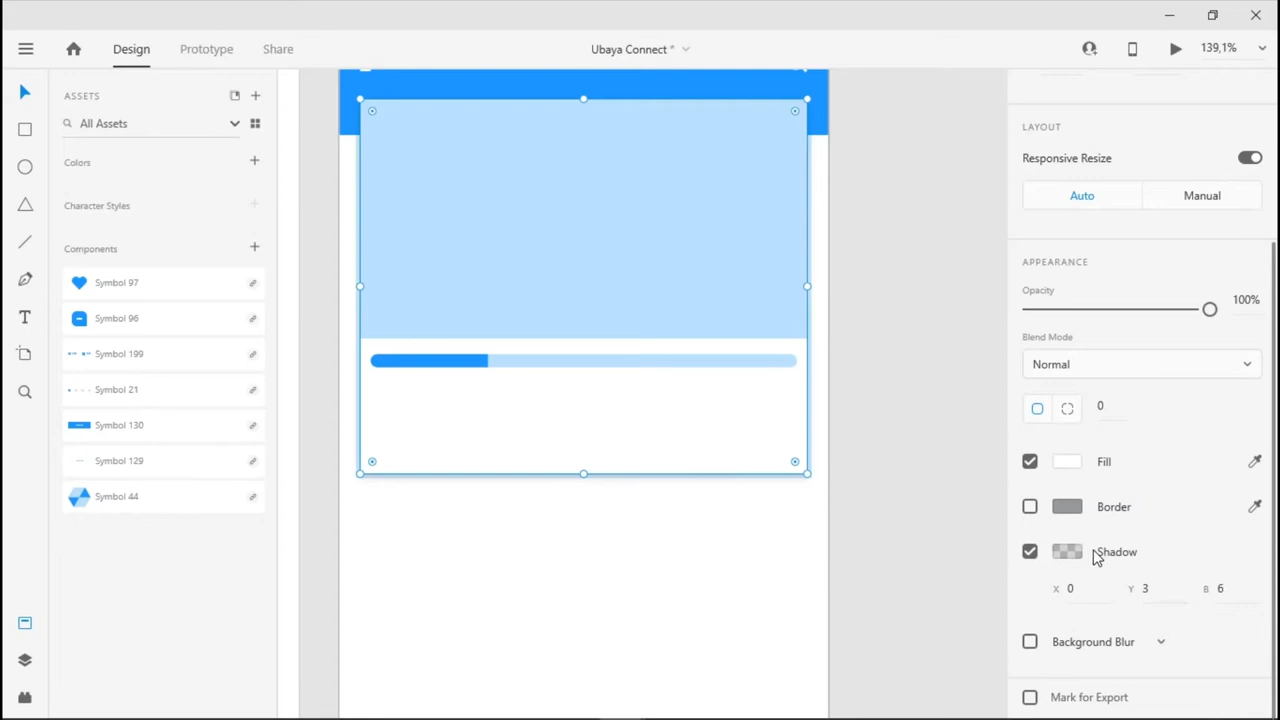 Design
Prototype
Share
Ubaya Connect *
139,1%
ASSETS
All Assets
Colors
Character Styles
Components
Symbol 97
Symbol 96
Symbol 199
Symbol 21
Symbol 130
Symbol 129
Symbol 44
LAYOUT
Responsive Resize
Auto
Manual
APPEARANCE
Opacity
100%
Blend Mode
Normal
0
Fill
Border
Shadow
X 0 Y 3 B 6
Background Blur
Mark for Export